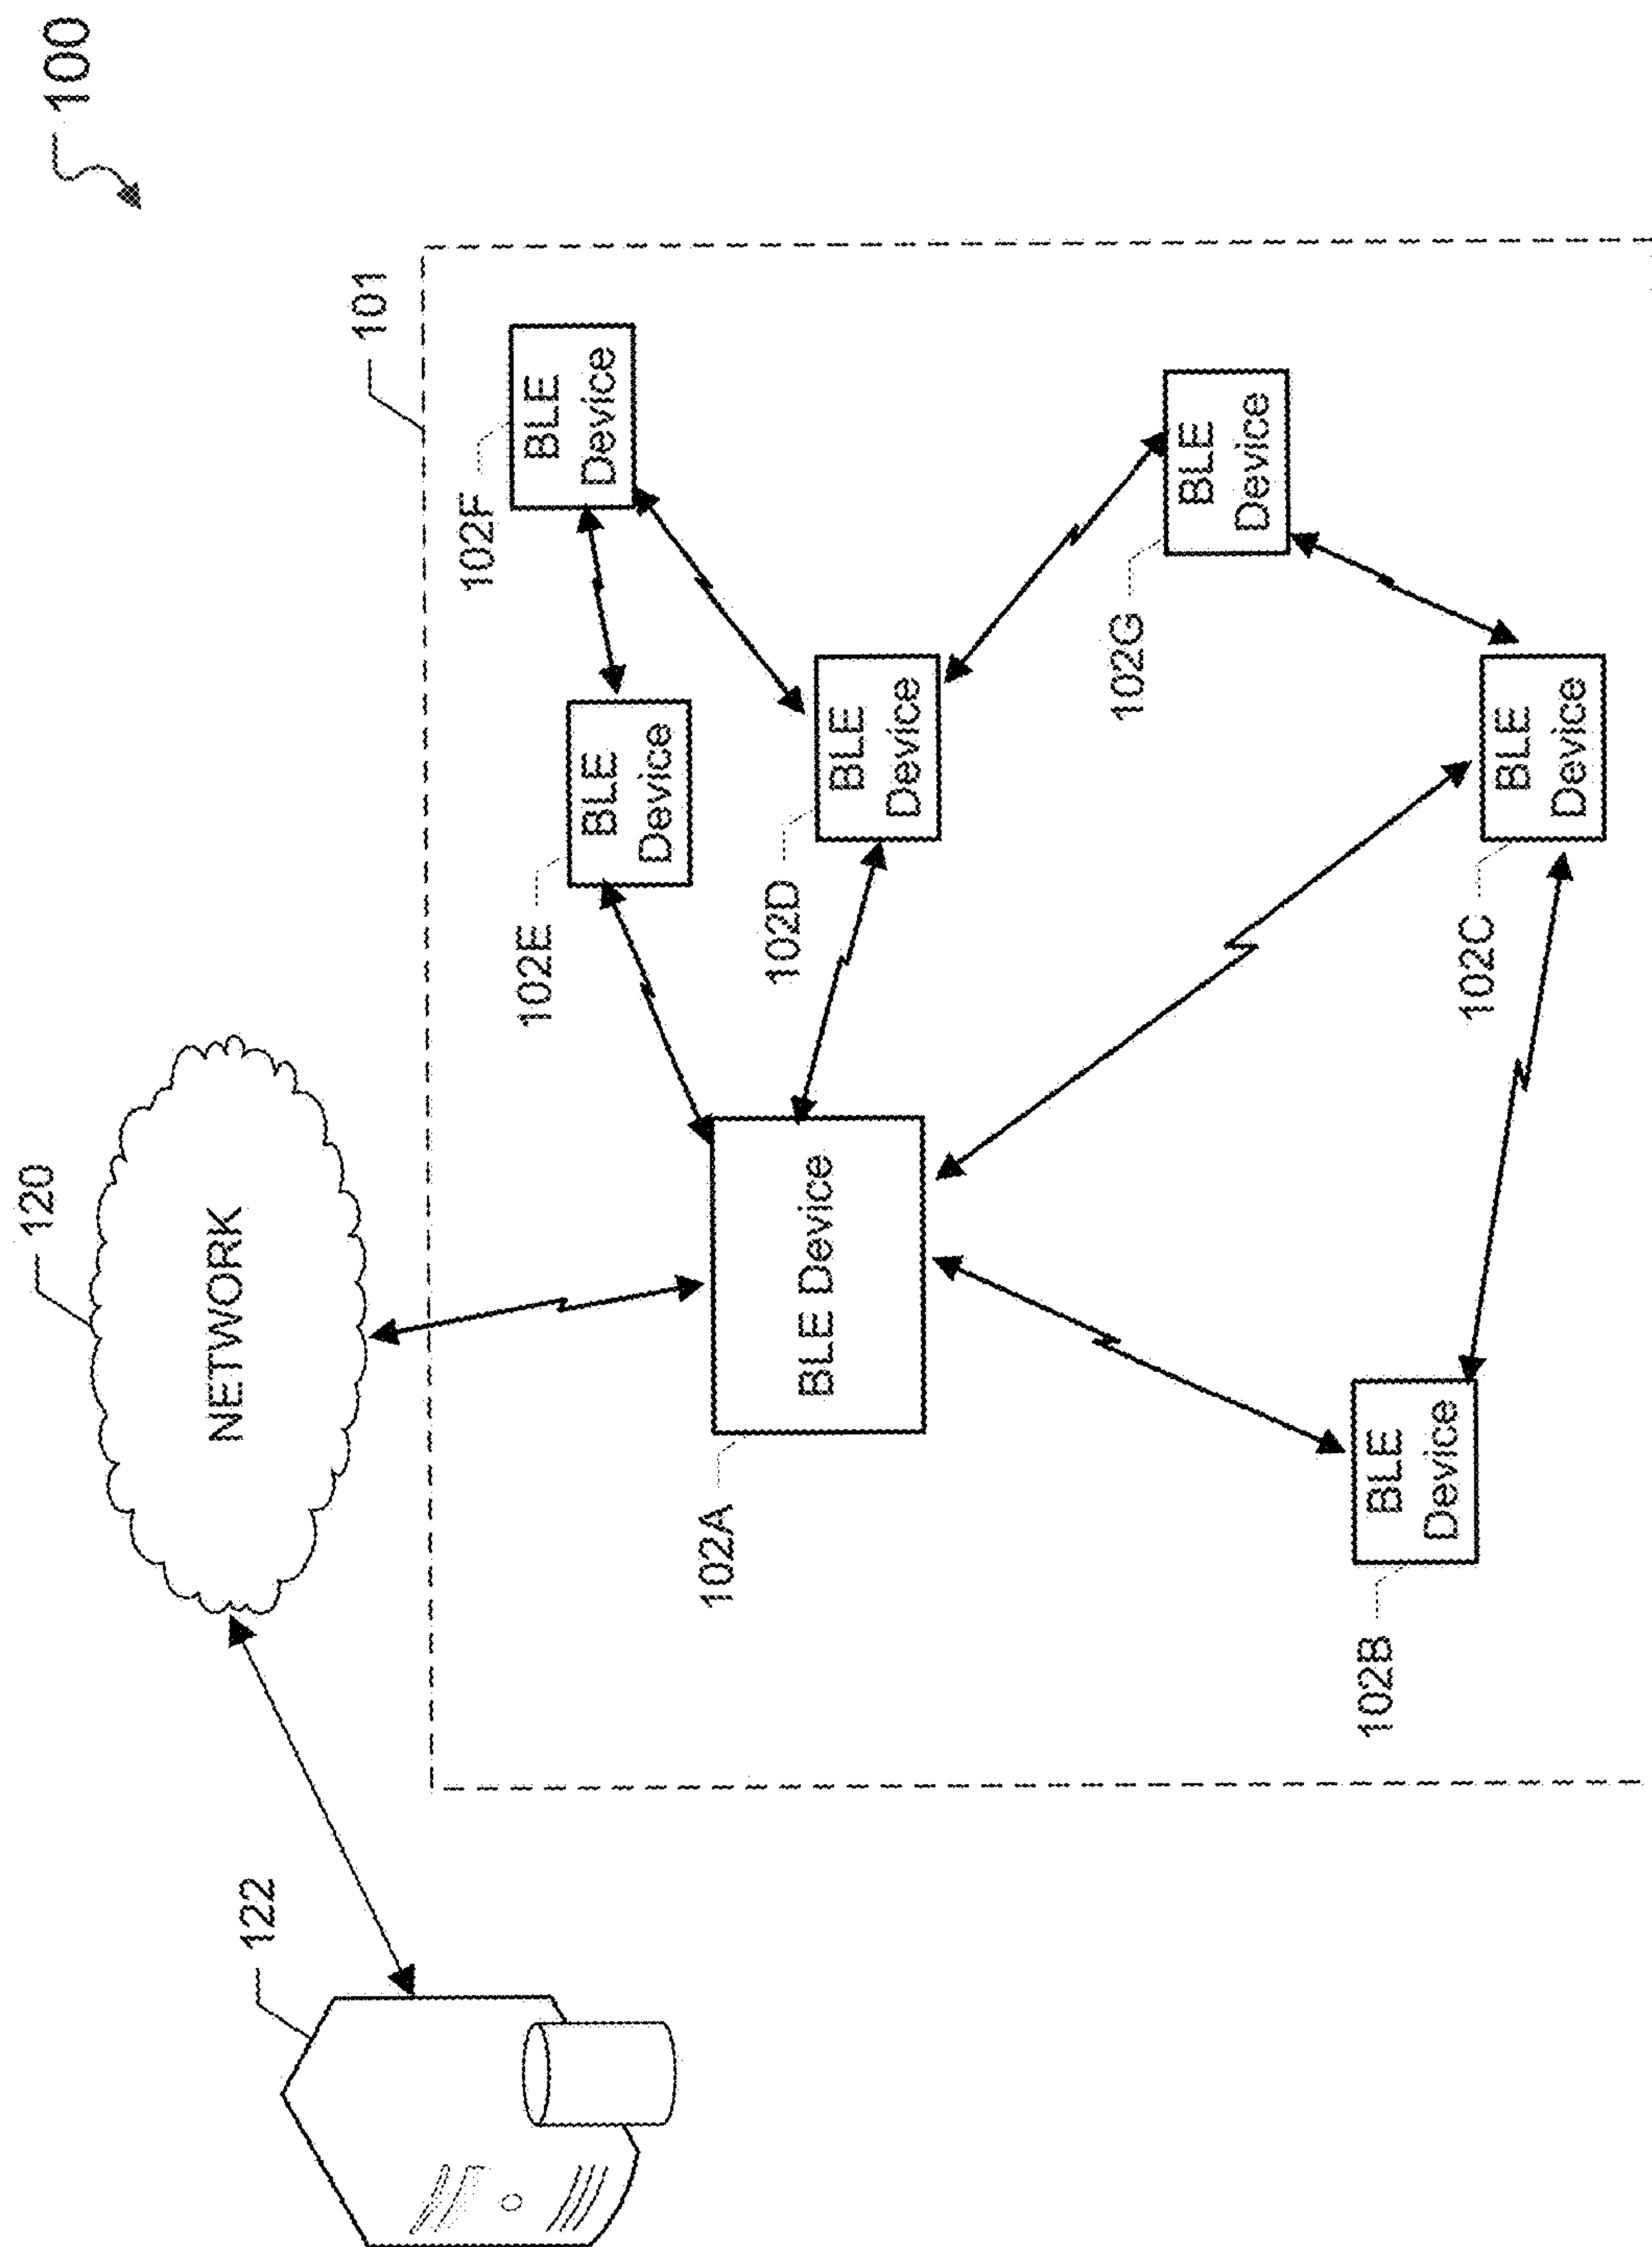 100
120
NETWORK
122
101
102F
BLE
Device
102E
BLE
Device
102D
BLE
Device
102A
BLE Device
102G
BLE
Device
102B
BLE
Device
102C
BLE
Device